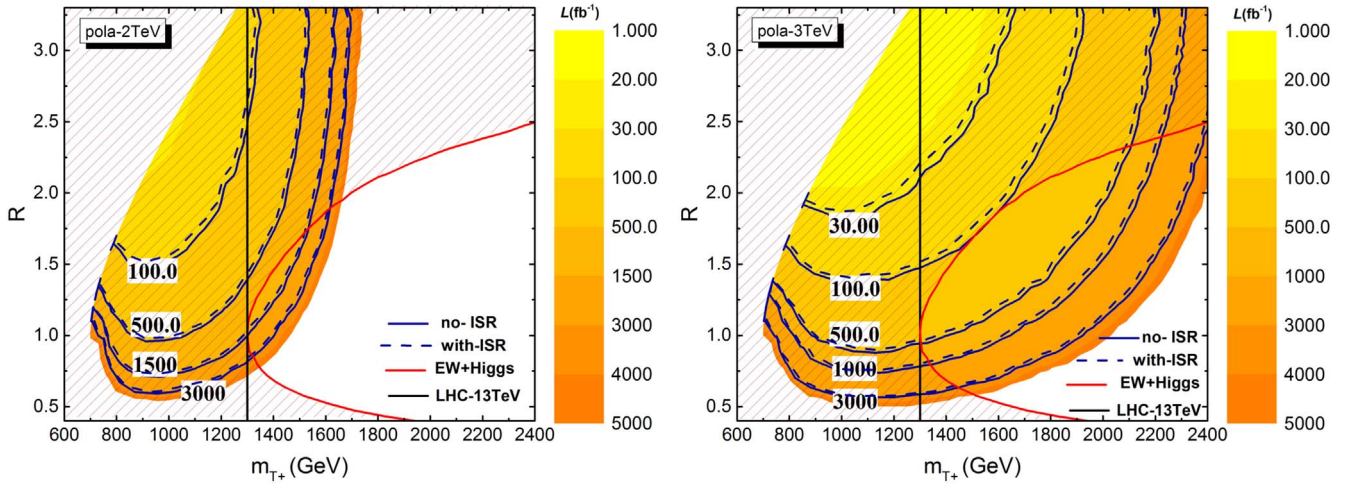 pola-2TeV
3.0
2.5
2.0
1.5
1.0
0.5
R
100.0
500.0
1500
3000
no- ISR
with-ISR
EW+Higgs
LHC-13TeV
600 800 1000 1200 1400 1600 1800 2000 2200 2400
m_T+ (GeV)
L(fb⁻¹)
1.000
20.00
30.00
100.0
500.0
1500
3000
4000
5000
pola-3TeV
3.0
2.5
2.0
1.5
1.0
0.5
R
30.00
100.0
500.0
1000
3000
no- ISR
with-ISR
EW+Higgs
LHC-13TeV
600 800 1000 1200 1400 1600 1800 2000 2200 2400
m_T+ (GeV)
L(fb⁻¹)
1.000
20.00
30.00
100.0
500.0
1000
3000
4000
5000